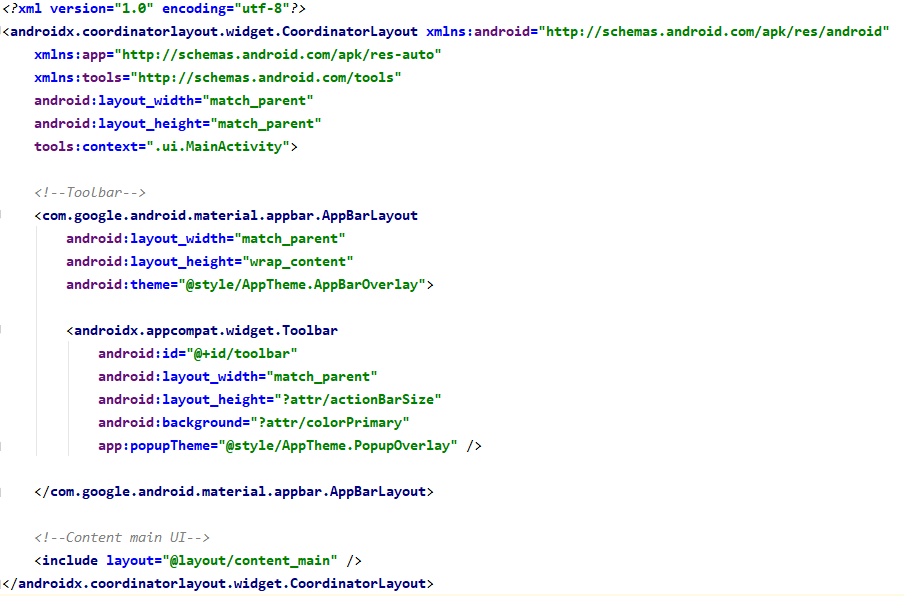 <?xml version="1.0" encoding="utf-8"?>
<androidx.coordinatorlayout.widget.CoordinatorLayout xmlns:android="http://schemas.android.com/apk/res/android"
    xmlns:app="http://schemas.android.com/apk/res-auto"
    xmlns:tools="http://schemas.android.com/tools"
    android:layout_width="match_parent"
    android:layout_height="match_parent"
    tools:context=".ui.MainActivity">

    <!--Toolbar-->
    <com.google.android.material.appbar.AppBarLayout
        android:layout_width="match_parent"
        android:layout_height="wrap_content"
        android:theme="@style/AppTheme.AppBarOverlay">

        <androidx.appcompat.widget.Toolbar
            android:id="@+id/toolbar"
            android:layout_width="match_parent"
            android:layout_height="?attr/actionBarSize"
            android:background="?attr/colorPrimary"
            app:popupTheme="@style/AppTheme.PopupOverlay" />

    </com.google.android.material.appbar.AppBarLayout>

    <!--Content main UI-->
    <include layout="@layout/content_main" />
</androidx.coordinatorlayout.widget.CoordinatorLayout>